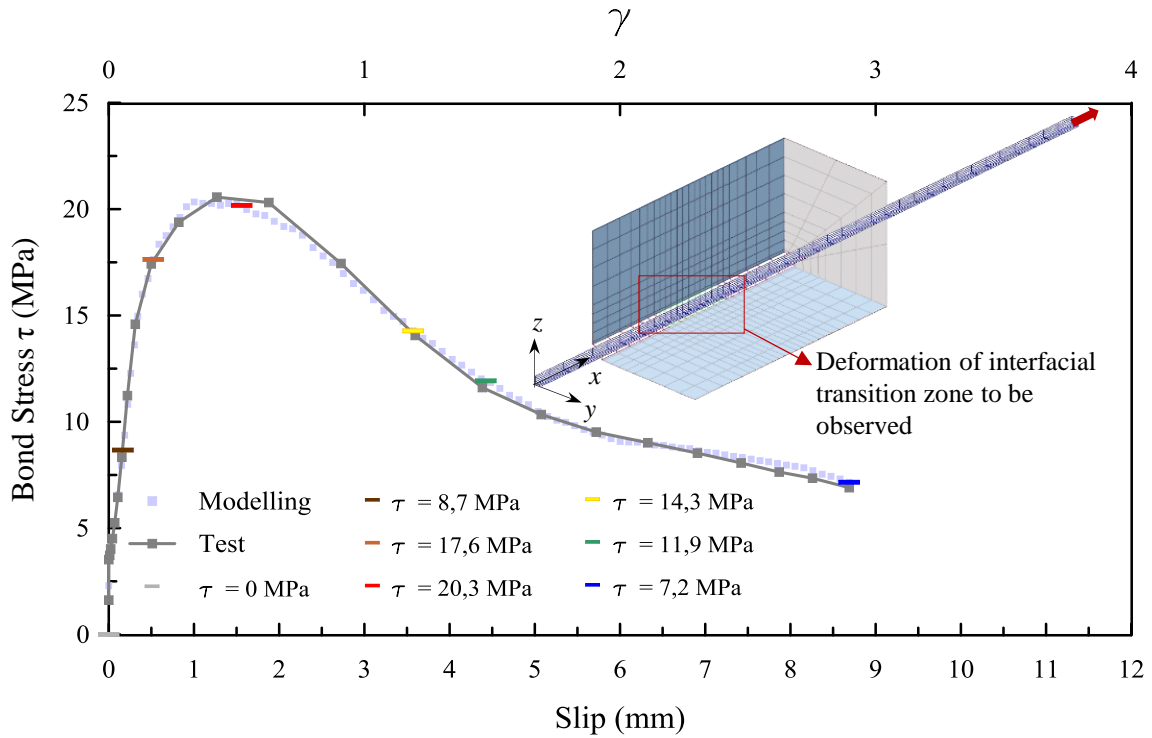 γ
0 1 2 3 4
25
20
15
10
5
0
Bond Stress τ (MPa)
z
x
y
Deformation of interfacial
transition zone to be
observed
Modelling
Test
τ = 0 MPa
τ = 8,7 MPa
τ = 17,6 MPa
τ = 20,3 MPa
τ = 14,3 MPa
τ = 11,9 MPa
τ = 7,2 MPa
0 1 2 3 4 5 6 7 8 9 10 11 12
Slip (mm)